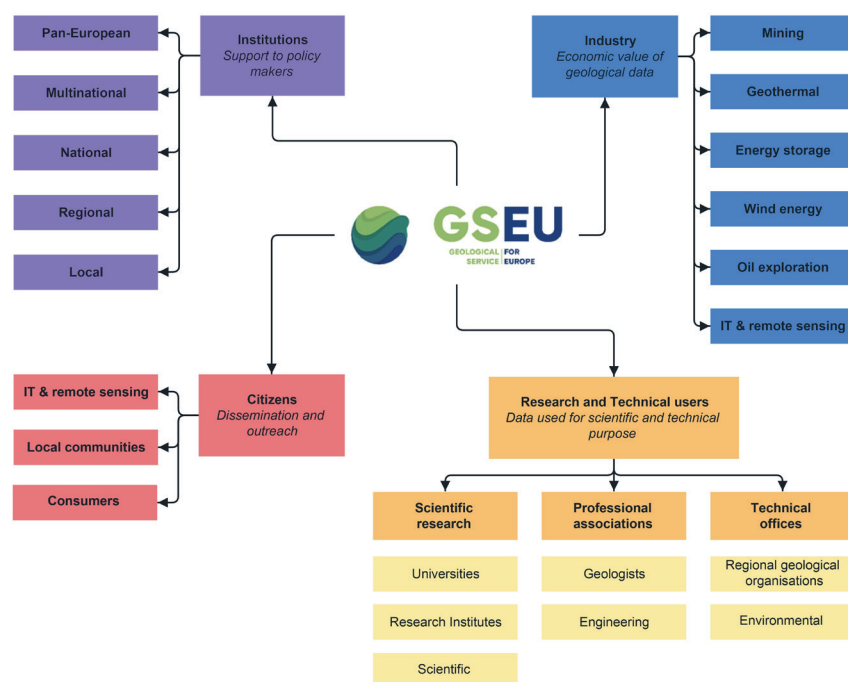 Pan-European
Multinational
National
Regional
Local
Institutions
Support to policy
makers
Industry
Economic value of
geological data
Mining
Geothermal
Energy storage
Wind energy
Oil exploration
IT & remote sensing
GSEU
GEOLOGICAL FOR
SERVICE EUROPE
IT & remote sensing
Local communities
Consumers
Citizens
Dissemination and
outreach
Research and Technical users
Data used for scientific and technical
purpose
Scientific
research
Universities
Research Institutes
Scientific
Professional
associations
Geologists
Engineering
Technical
offices
Regional geological
organisations
Environmental